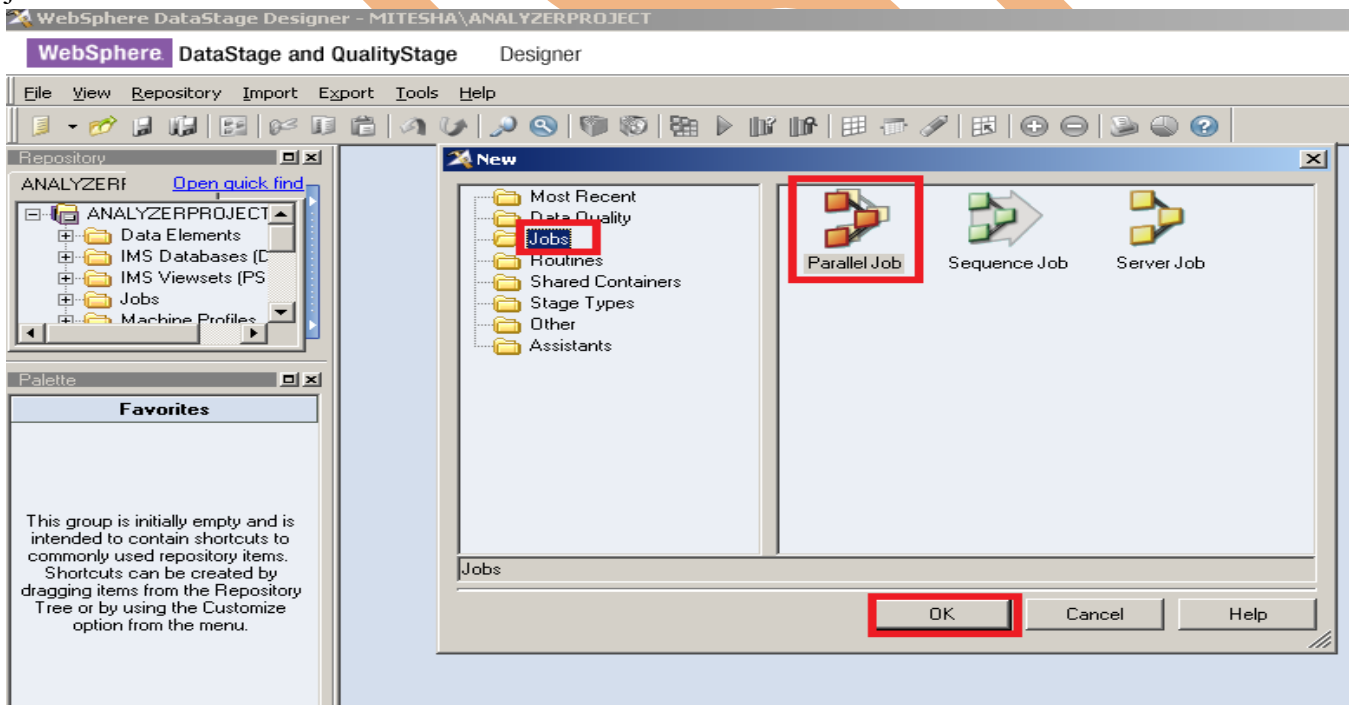 WebSphere DataStage Designer - MITESHA\ANALYZERPROJECT
WebSphere. DataStage and QualityStage Designer
File View Repository Import Export Tools Help
Repository
ANALYZERF Open quick find
ANALYZERPROJECT
Data Elements
IMS Databases (D
IMS Viewsets (PS
Jobs
Machine Profiles
Palette
Favorites
This group is initially empty and is
intended to contain shortcuts to
commonly used repository items.
Shortcuts can be created by
dragging items from the Repository
Tree or by using the Customize
option from the menu.
New
Most Recent
Data Quality
Jobs
Routines
Shared Containers
Stage Types
Other
Assistants
Parallel Job Sequence Job Server Job
Jobs
OK Cancel Help